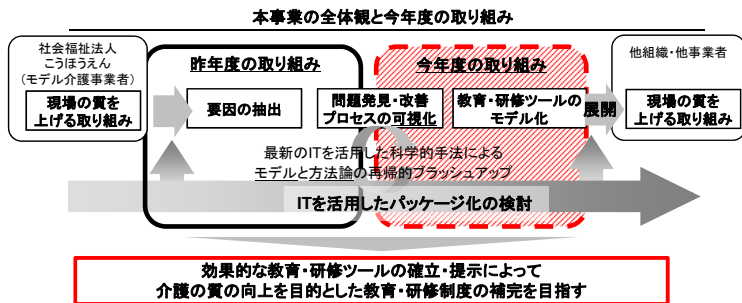 本事業の全体観と今年度の取り組み
社会福祉法人
こうほうえん
(モデル介護事業者)
現場の質を
上げる取り組み
昨年度の取り組み
要因の抽出
問題発見・改善
プロセスの可視化
今年度の取り組み
教育・研修ツールの
モデル化
展開
他組織・他事業者
現場の質を
上げる取り組み
最新のITを活用した科学的手法による
モデルと方法論の再帰的ブラッシュアップ
ITを活用したパッケージ化の検討
効果的な教育・研修ツールの確立・提示によって
介護の質の向上を目的とした教育・研修制度の補完を目指す